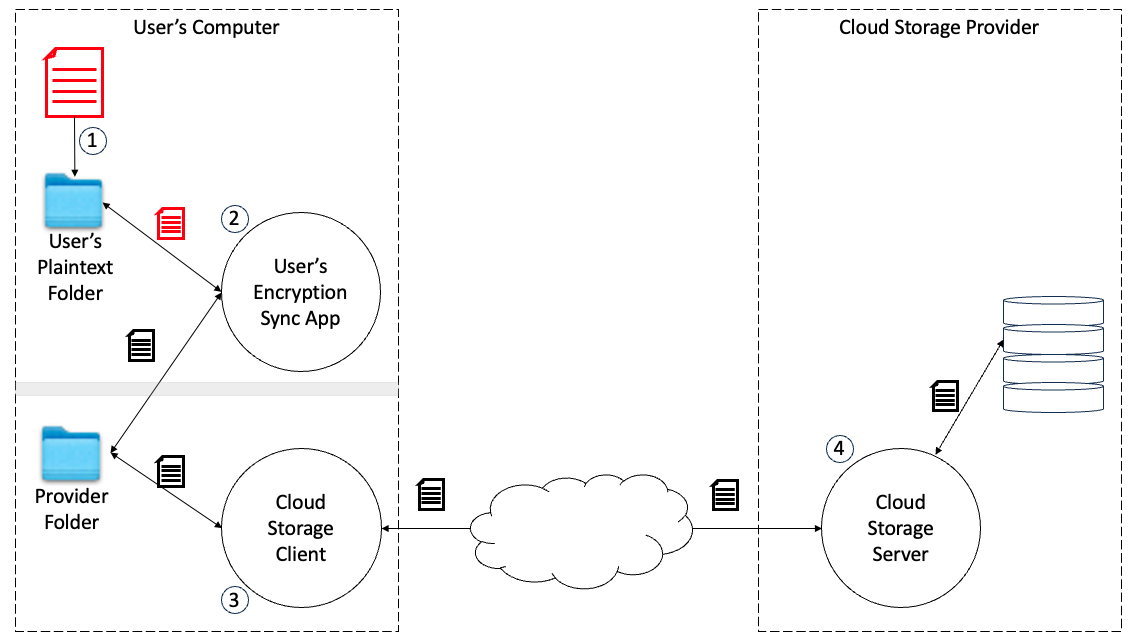 User's Computer
Cloud Storage Provider
1
User's
Plaintext
Folder
2
User's
Encryption
Sync App
Provider
Folder
Cloud
Storage
Client
3
4
Cloud
Storage
Server